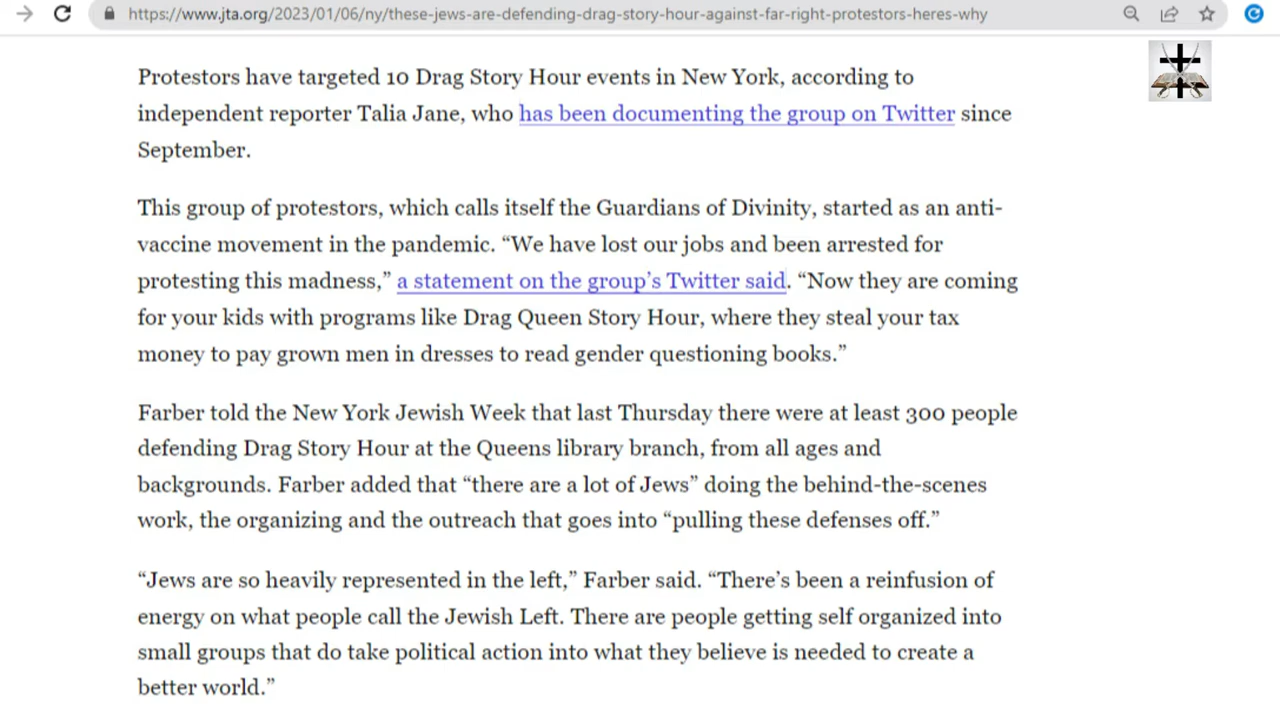 https://www.jta.org/2023/01/06/ny/these-jews-are-defending-drag-story-hour-against-far-right-protestors-heres-why
Protestors have targeted 10 Drag Story Hour events in New York, according to
independent reporter Talia Jane, who has been documenting the group on Twitter since
September.
This group of protestors, which calls itself the Guardians of Divinity, started as an anti-
vaccine movement in the pandemic. “We have lost our jobs and been arrested for
protesting this madness,” a statement on the group’s Twitter said. “Now they are coming
for your kids with programs like Drag Queen Story Hour, where they steal your tax
money to pay grown men in dresses to read gender questioning books.”
Farber told the New York Jewish Week that last Thursday there were at least 300 people
defending Drag Story Hour at the Queens library branch, from all ages and
backgrounds. Farber added that “there are a lot of Jews” doing the behind-the-scenes
work, the organizing and the outreach that goes into “pulling these defenses off.”
“Jews are so heavily represented in the left,” Farber said. “There’s been a reinfusion of
energy on what people call the Jewish Left. There are people getting self organized into
small groups that do take political action into what they believe is needed to create a
better world.”